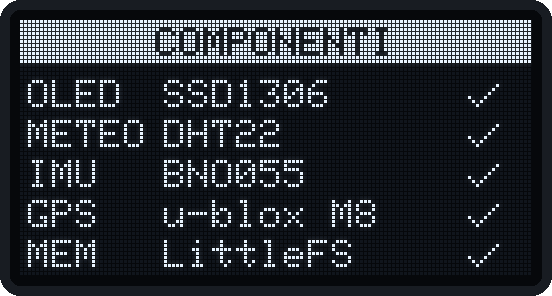 COMPONENTI
OLED SSD1306 ✓
METEO DHT22 ✓
IMU BNO055 ✓
GPS u-blox M8 ✓
MEM LittleFS ✓